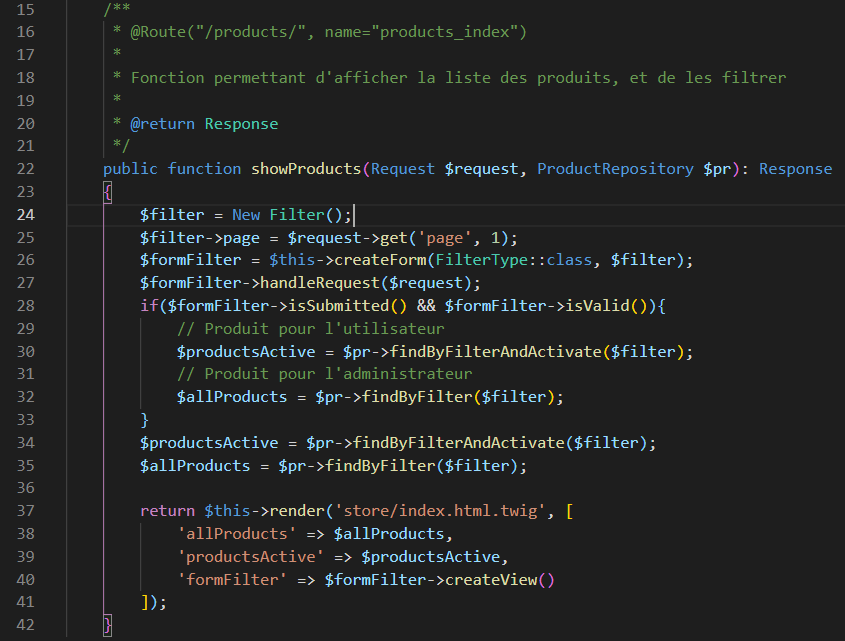 15 /**
16 * @Route("/products/", name="products_index")
17 *
18 * Fonction permettant d'afficher la liste des produits, et de les filtrer
19 *
20 * @return Response
21 */
22 public function showProducts(Request $request, ProductRepository $pr): Response
23 {
24 $filter = New Filter();
25 $filter->page = $request->get('page', 1);
26 $formFilter = $this->createForm(FilterType::class, $filter);
27 $formFilter->handleRequest($request);
28 if($formFilter->isSubmitted() && $formFilter->isValid()){
29 // Produit pour l'utilisateur
30 $productsActive = $pr->findByFilterAndActivate($filter);
31 // Produit pour l'administrateur
32 $allProducts = $pr->findByFilter($filter);
33 }
34 $productsActive = $pr->findByFilterAndActivate($filter);
35 $allProducts = $pr->findByFilter($filter);
36
37 return $this->render('store/index.html.twig', [
38 'allProducts' => $allProducts,
39 'productsActive' => $productsActive,
40 'formFilter' => $formFilter->createView()
41 ]);
42 }